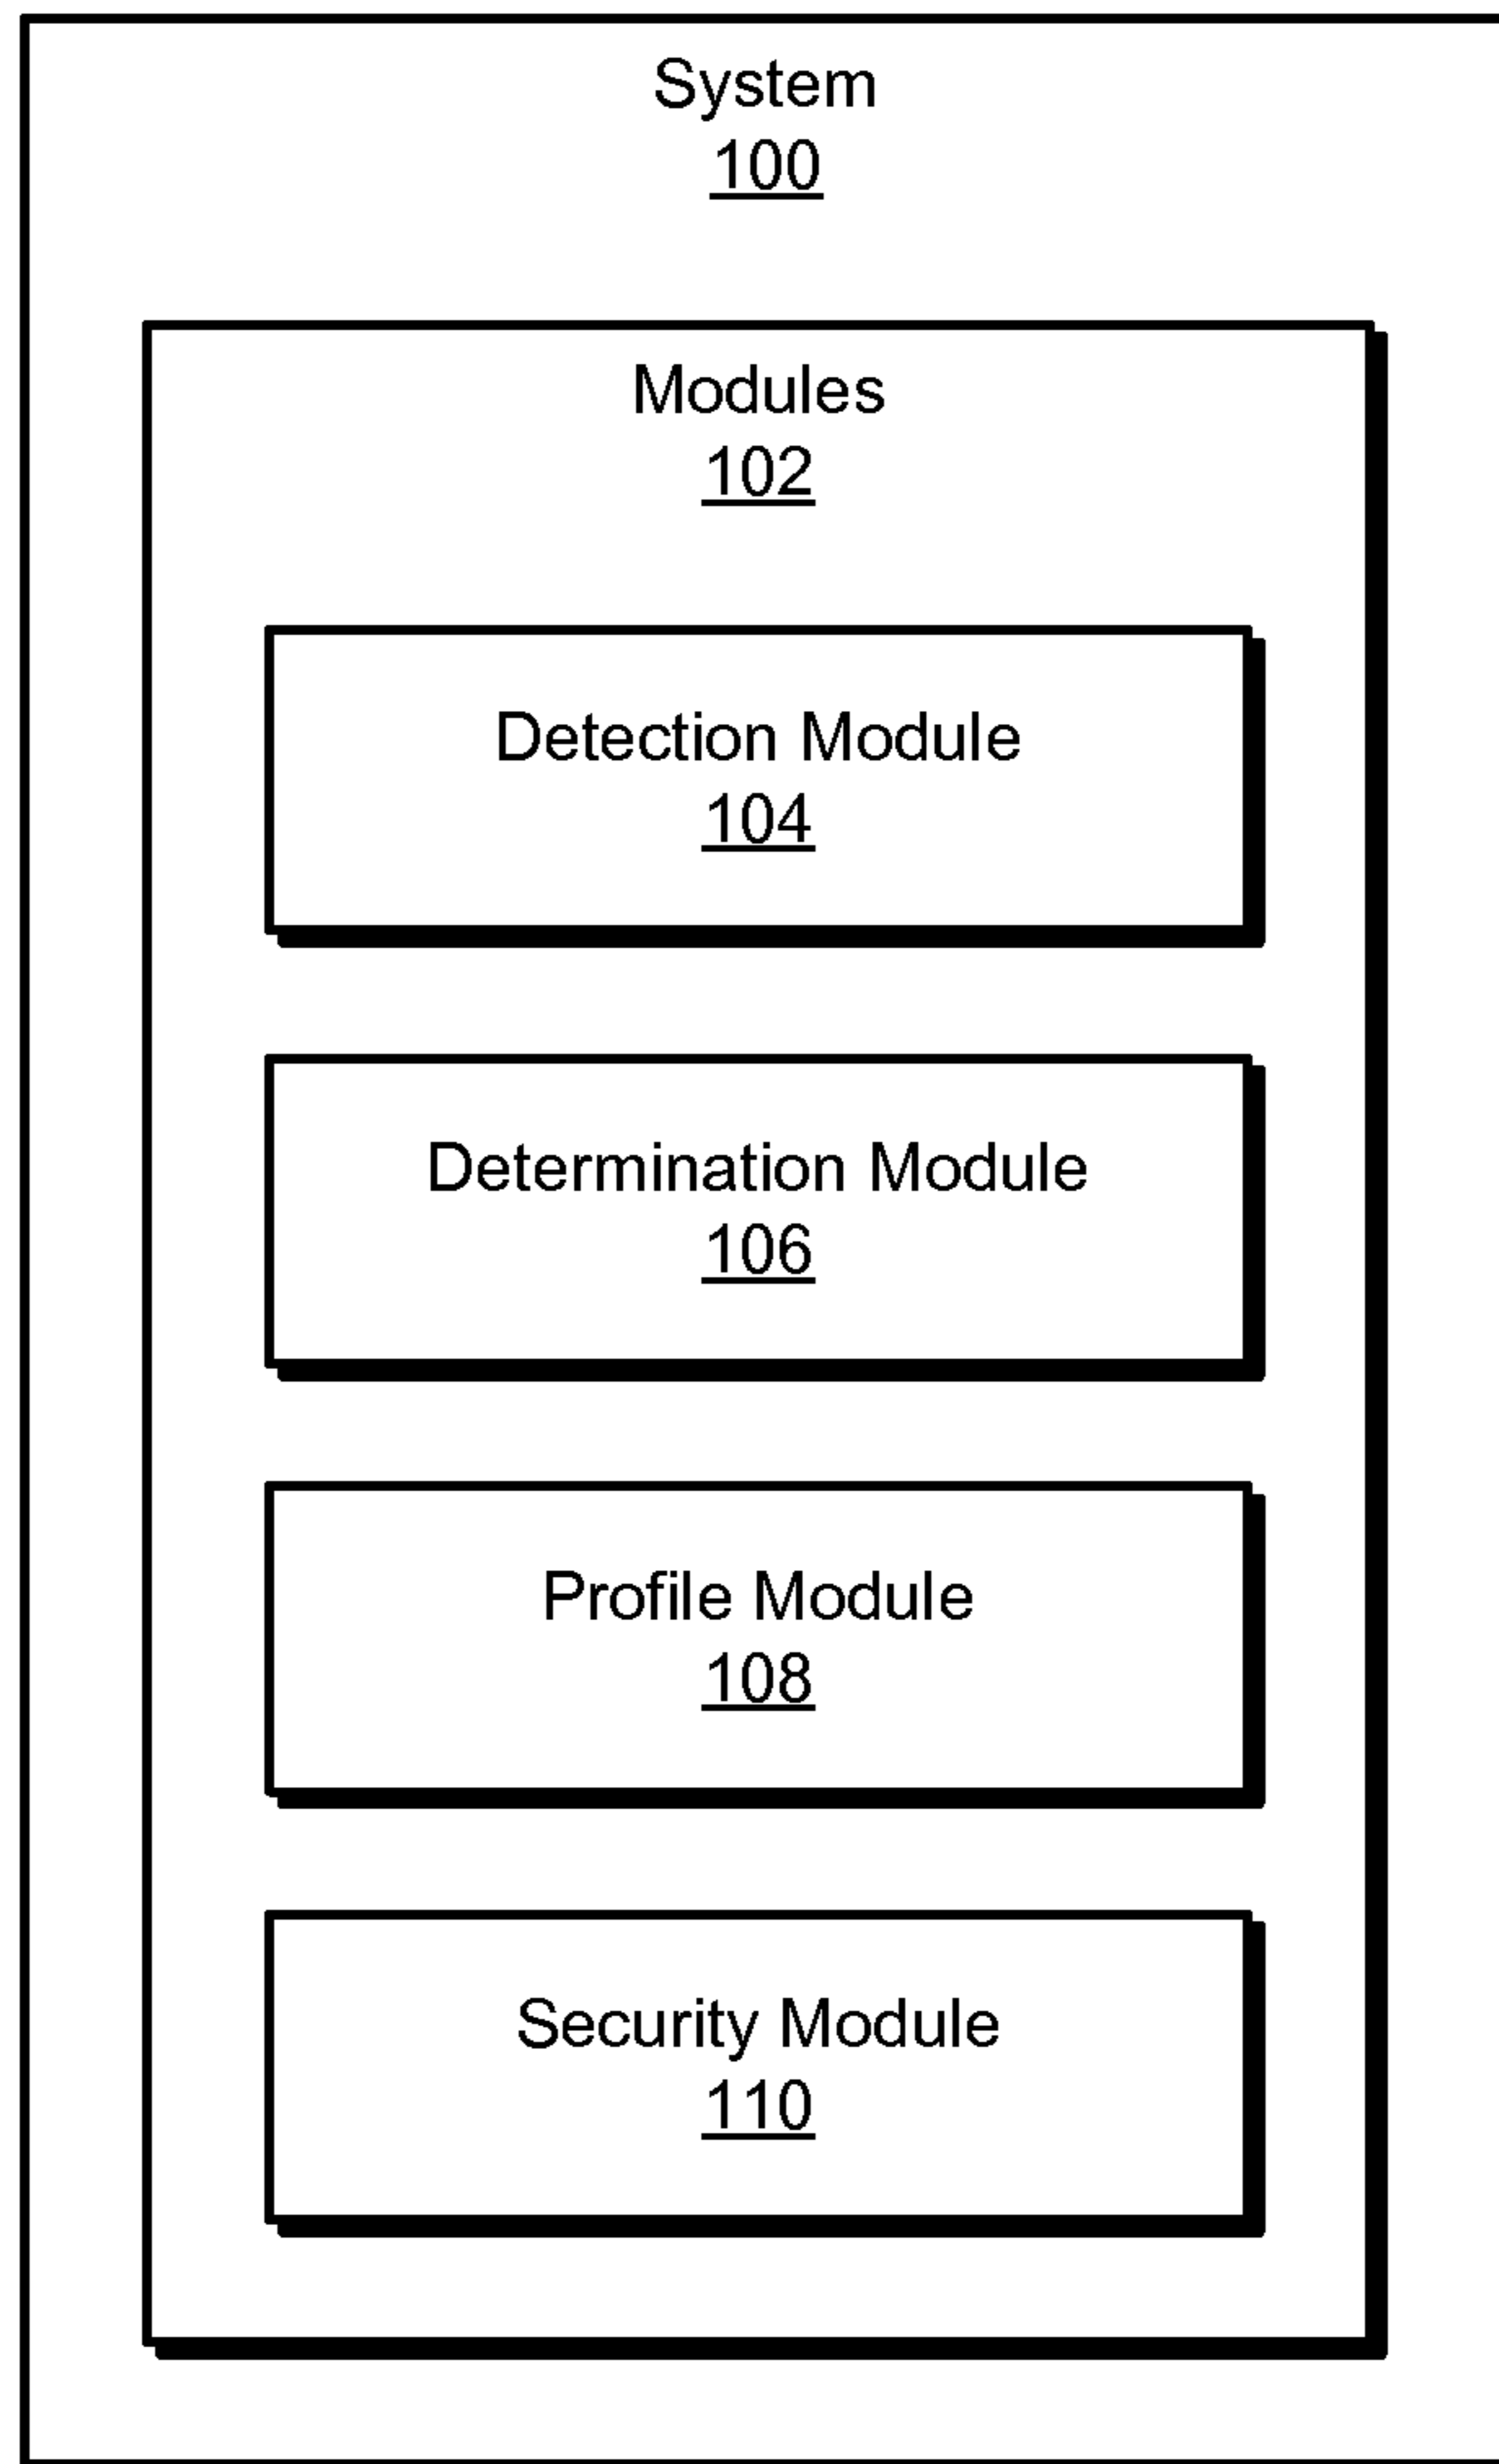 System
100
Modules
102
Detection Module
104
Determination Module
106
Profile Module
108
Security Module
110